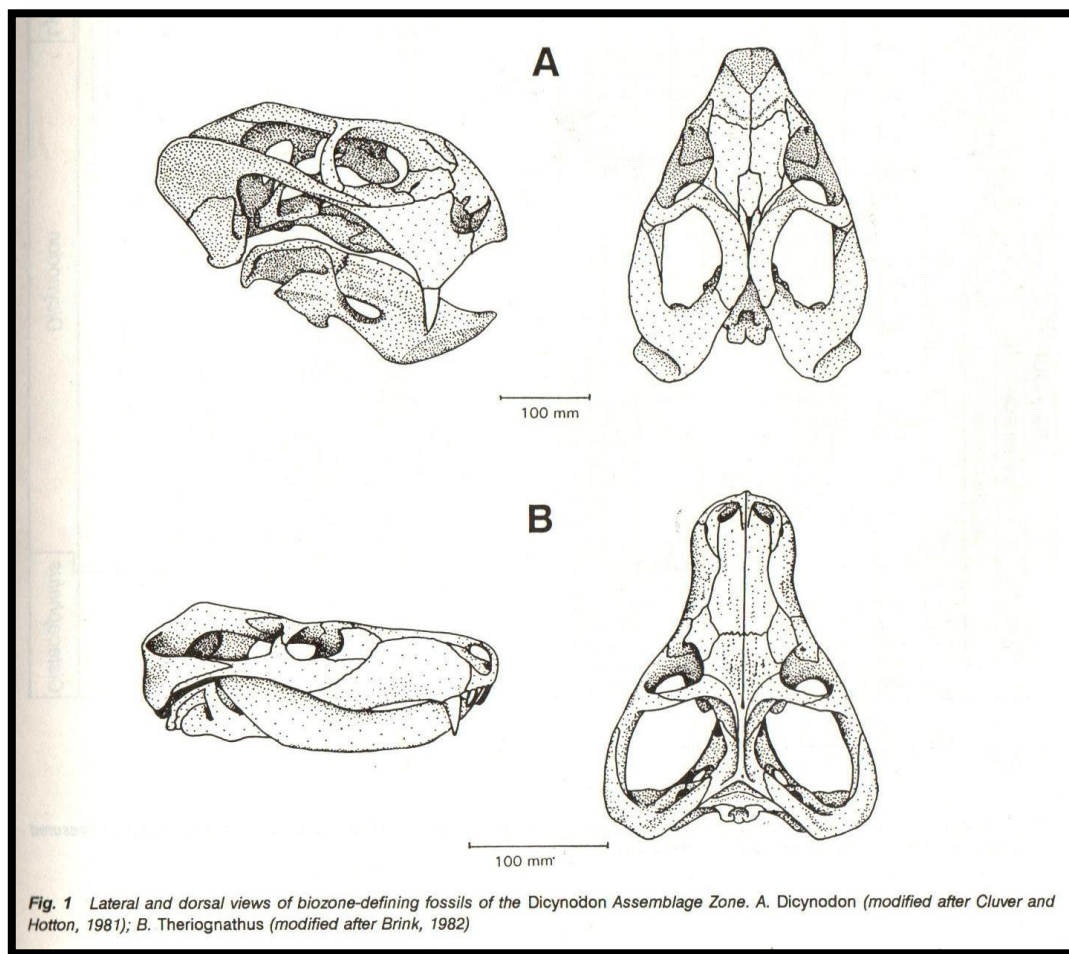 A
100 mm
B
100 mm
Fig. 1 Lateral and dorsal views of biozone-defining fossils of the Dicynodon Assemblage Zone. A. Dicynodon (modified after Cluver and
Hotton, 1981); B. Theriognathus (modified after Brink, 1982)